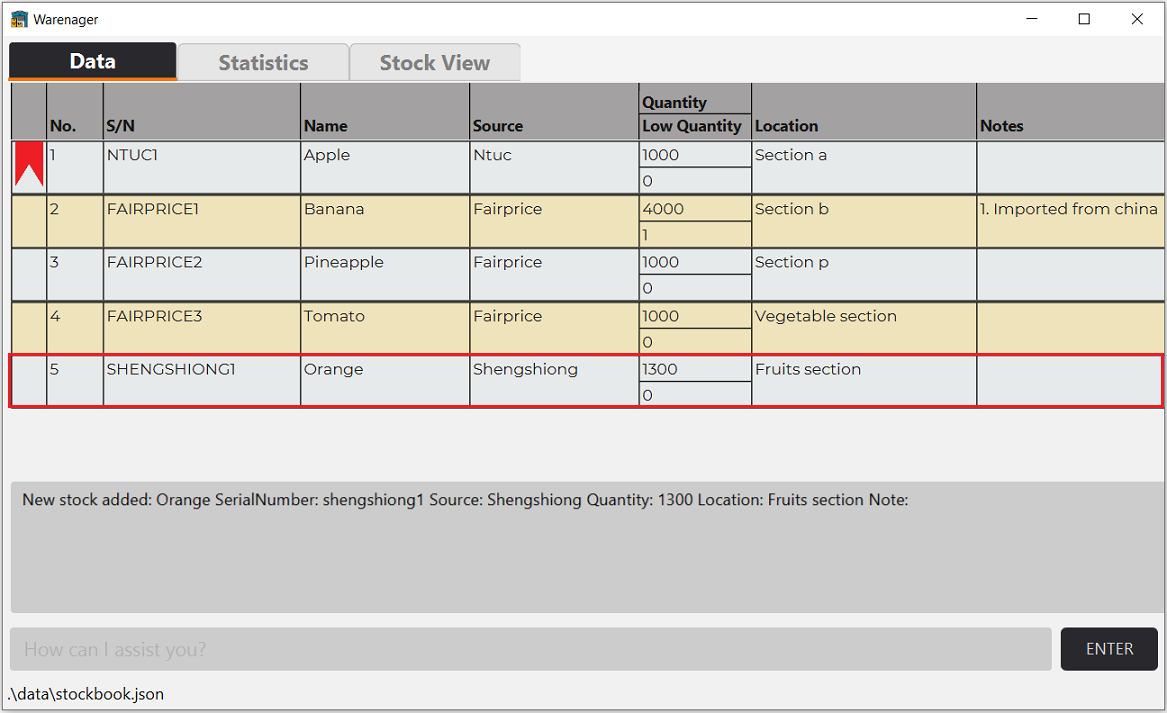 Warenager
Data Statistics Stock View
No. S/N Name Source Quantity Low Quantity Location Notes
1 NTUC1 Apple Ntuc 1000 Section a
0
2 FAIRPRICE1 Banana Fairprice 4000 Section b 1. Imported from china
1
3 FAIRPRICE2 Pineapple Fairprice 1000 Section p
0
4 FAIRPRICE3 Tomato Fairprice 1000 Vegetable section
0
5 SHENGSHIONG1 Orange Shengshiong 1300 Fruits section
0
New stock added: Orange SerialNumber: shengshiong1 Source: Shengshiong Quantity: 1300 Location: Fruits section Note:
How can I assist you?
ENTER
.\data\stockbook.json